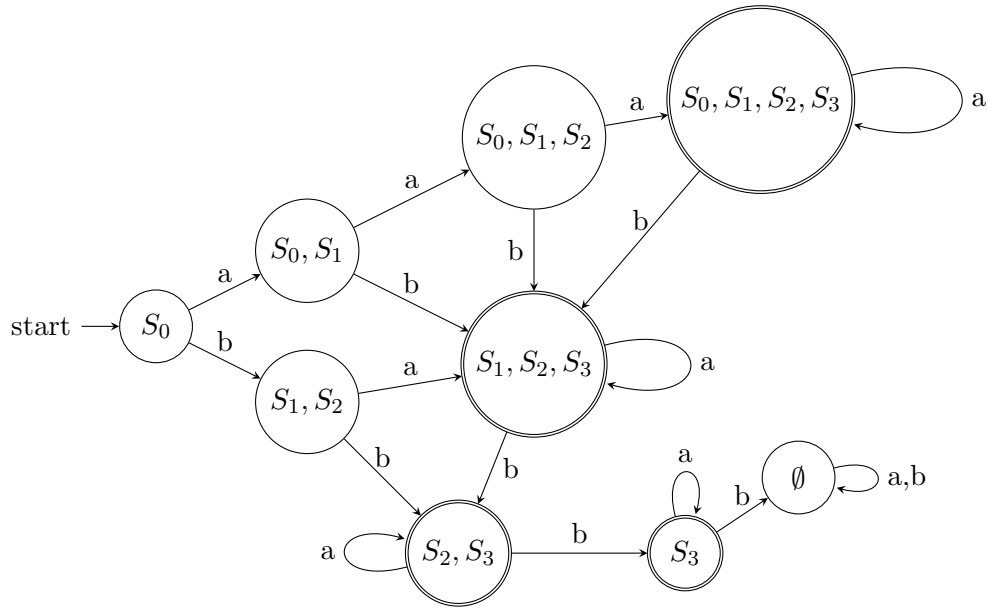 a
S₀, S₁, S₂, S₃
a
S₀, S₁, S₂
a
b
a
S₀, S₁
b
b
a
start
S₀
b
a
S₁, S₂, S₃
a
S₁, S₂
b
b
a
b
a
S₂, S₃
b
S₃
∅
a,b